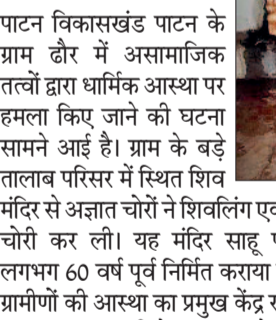 पाटन विकासखंड पाटन के
ग्राम ढौर में असामाजिक
तत्वों द्वारा धार्मिक आस्था पर
हमला किए जाने की घटना
सामने आई है। ग्राम के बड़े
तालाब परिसर में स्थित शिव
मंदिर से अज्ञात चोरों ने शिवलिंग
चोरी कर ली। यह मंदिर साहू
लगभग 60 वर्ष पूर्व निर्मित कराया
ग्रामीणों की आस्था का प्रमुख केंद्र